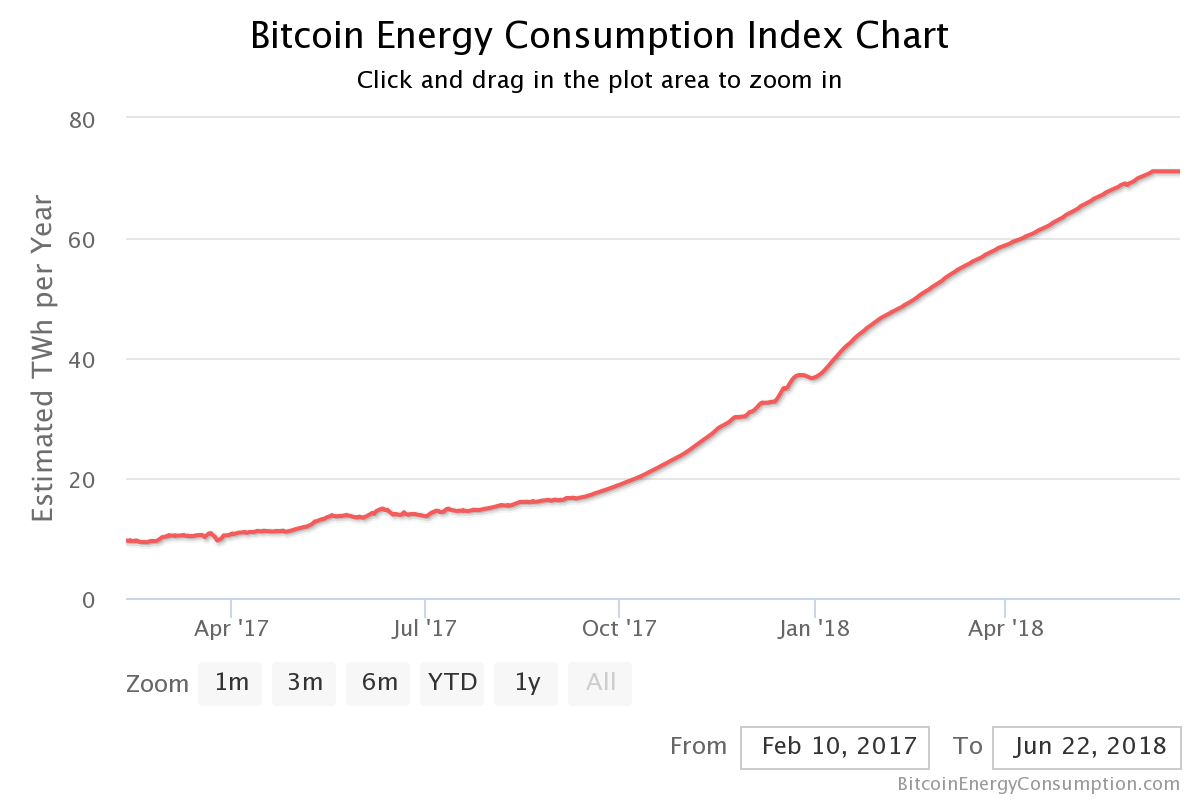 Bitcoin Energy Consumption Index Chart
Click and drag in the plot area to zoom in
Estimated TWh per Year
80
60
40
20
0
Apr '17 Jul '17 Oct '17 Jan '18 Apr '18
Zoom 1m 3m 6m YTD 1y All
From Feb 10, 2017 To Jun 22, 2018
BitcoinEnergyConsumption.com